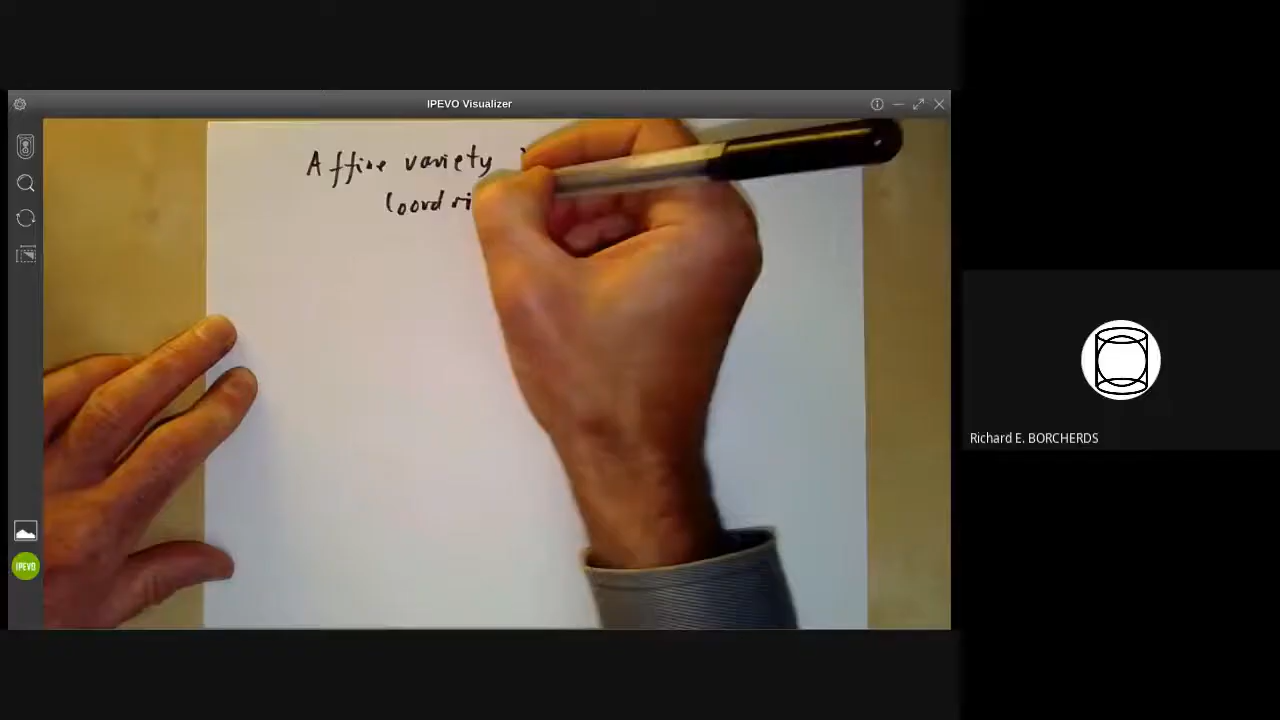 IPEVO Visualizer
Affine variety
coord ri
IPEVO
Richard E. BORCHERDS